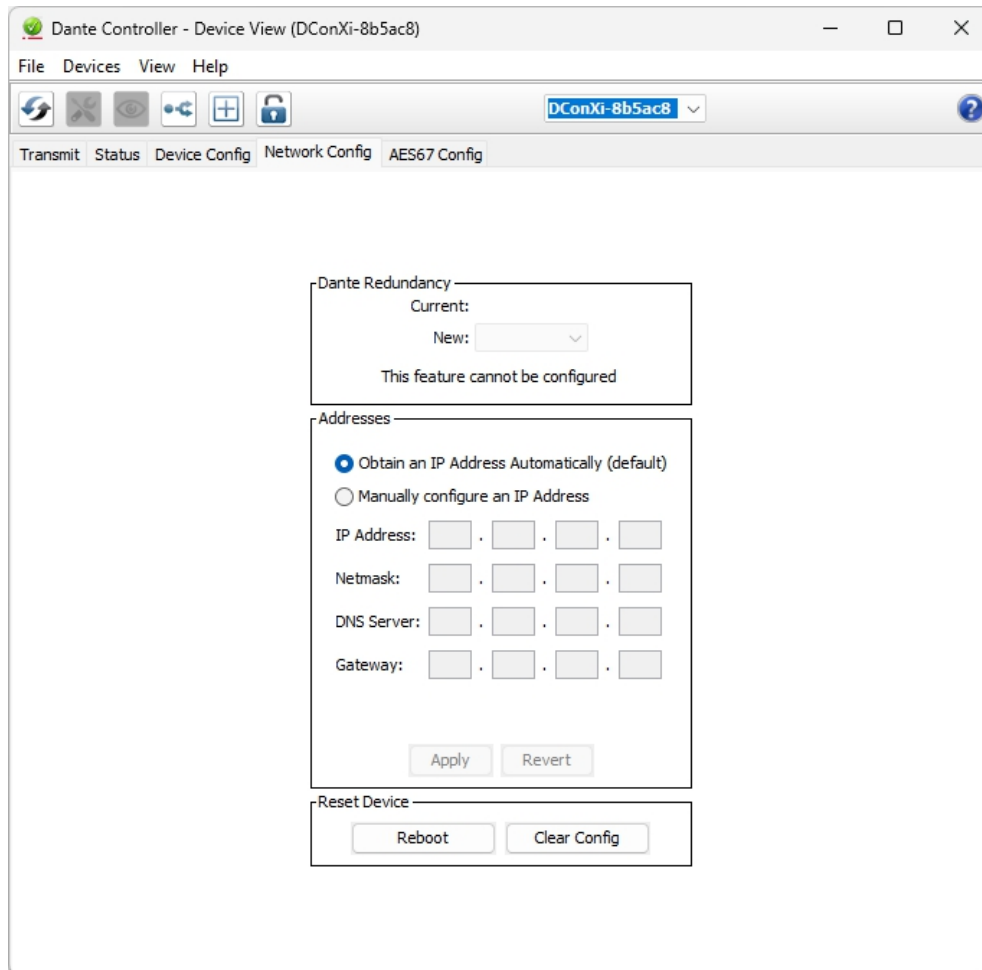 Dante Controller - Device View (DConXi-8b5ac8)
File Devices View Help
DConXi-8b5ac8
?
Transmit Status Device Config Network Config AES67 Config
Dante Redundancy
Current:
New:
This feature cannot be configured
Addresses
Obtain an IP Address Automatically (default)
Manually configure an IP Address
IP Address: . . .
Netmask: . . .
DNS Server: . . .
Gateway: . . .
Apply Revert
Reset Device
Reboot Clear Config